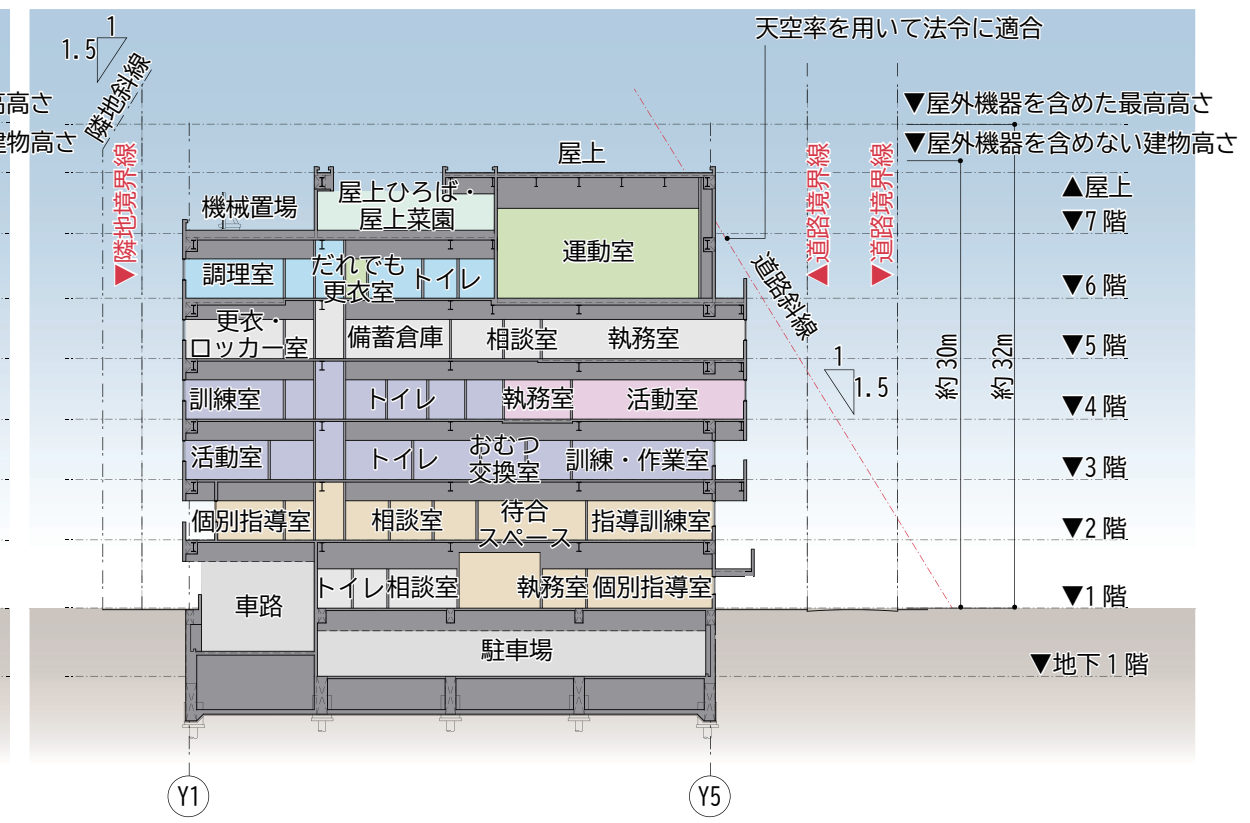 1
1.5
隣地斜線
高さ
建物高さ
▼隣地境界線
天空率を用いて法令に適合
▲道路境界線
▼道路境界線
▼屋外機器を含めた最高高さ
▼屋外機器を含めない建物高さ
屋上
▲屋上
機械置場
屋上ひろば・
屋上菜園
運動室
▼7階
調理室
だれでも
更衣室
トイレ
道路斜線
▼6階
更衣・
ロッカー室
備蓄倉庫
相談室
執務室
1
1.5
約30m
約32m
▼5階
訓練室
トイレ
執務室
活動室
▼4階
活動室
トイレ
おむつ
交換室
訓練・作業室
▼3階
個別指導室
相談室
待合
スペース
指導訓練室
▼2階
車路
トイレ
相談室
執務室
個別指導室
▼1階
駐車場
▼地下1階
Y1
Y5